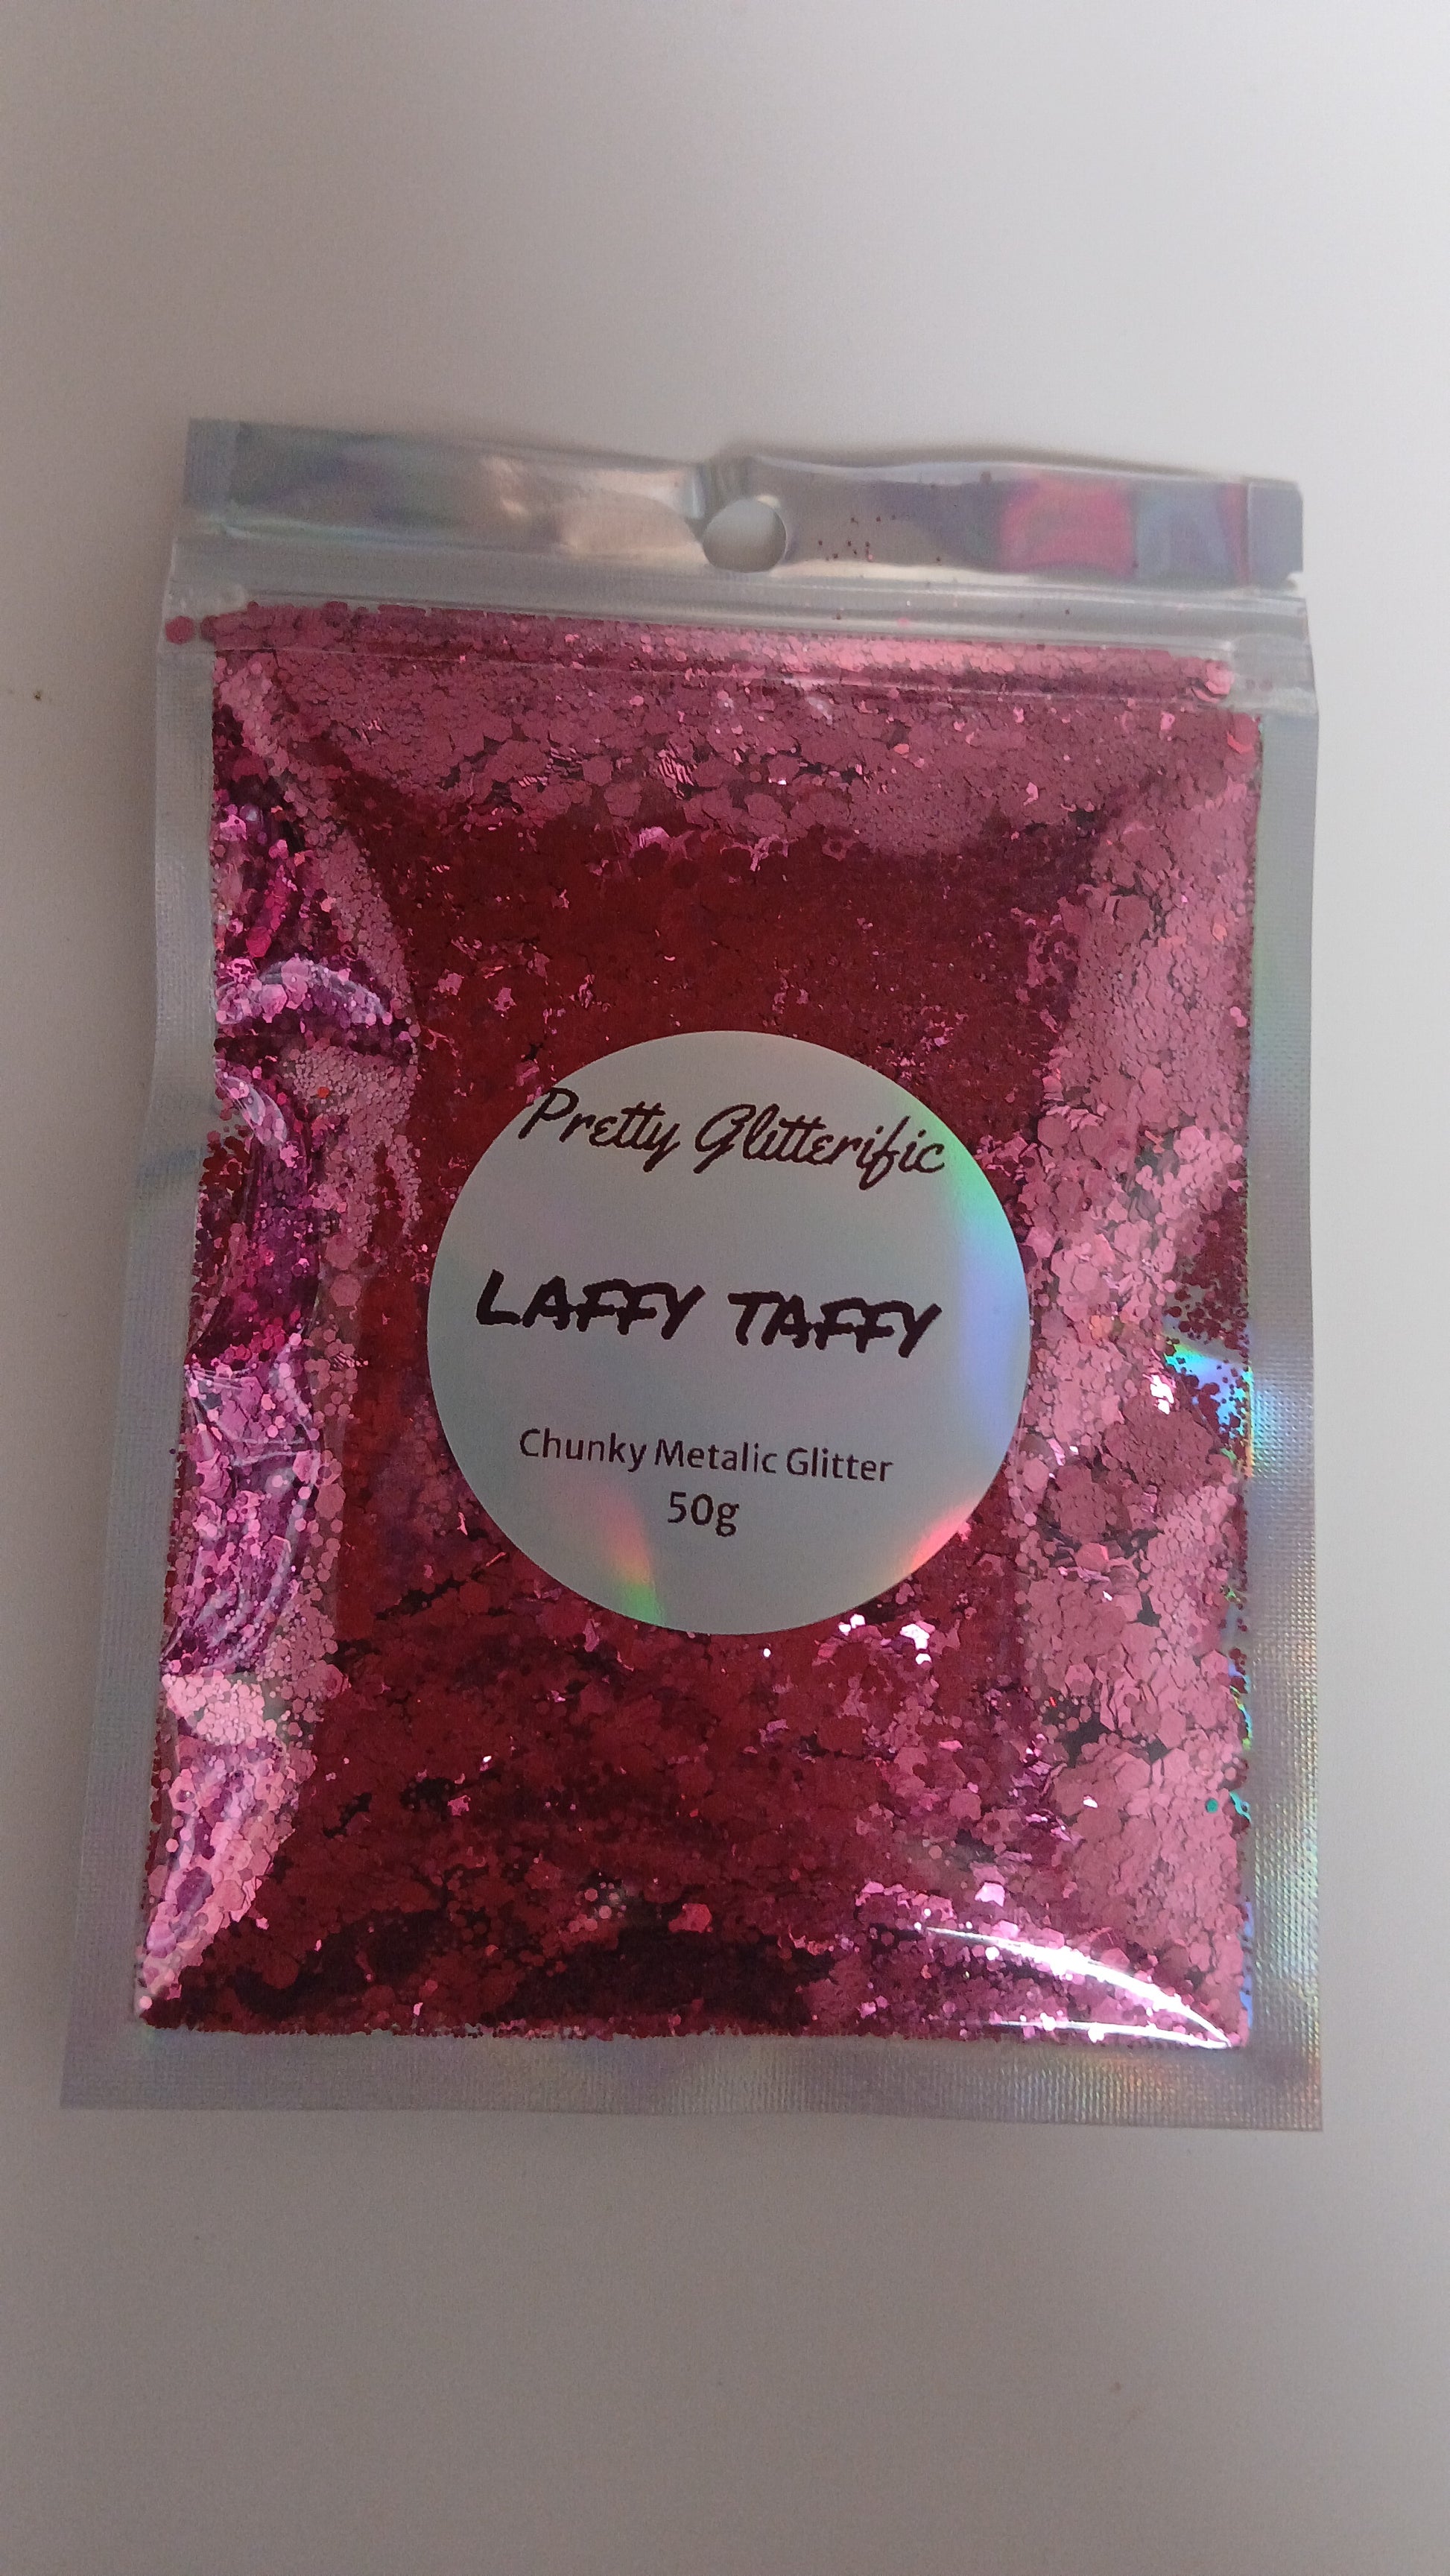 Pretty Glitterific
LAFFY TAFFY
Chunky Metalic Glitter
50g